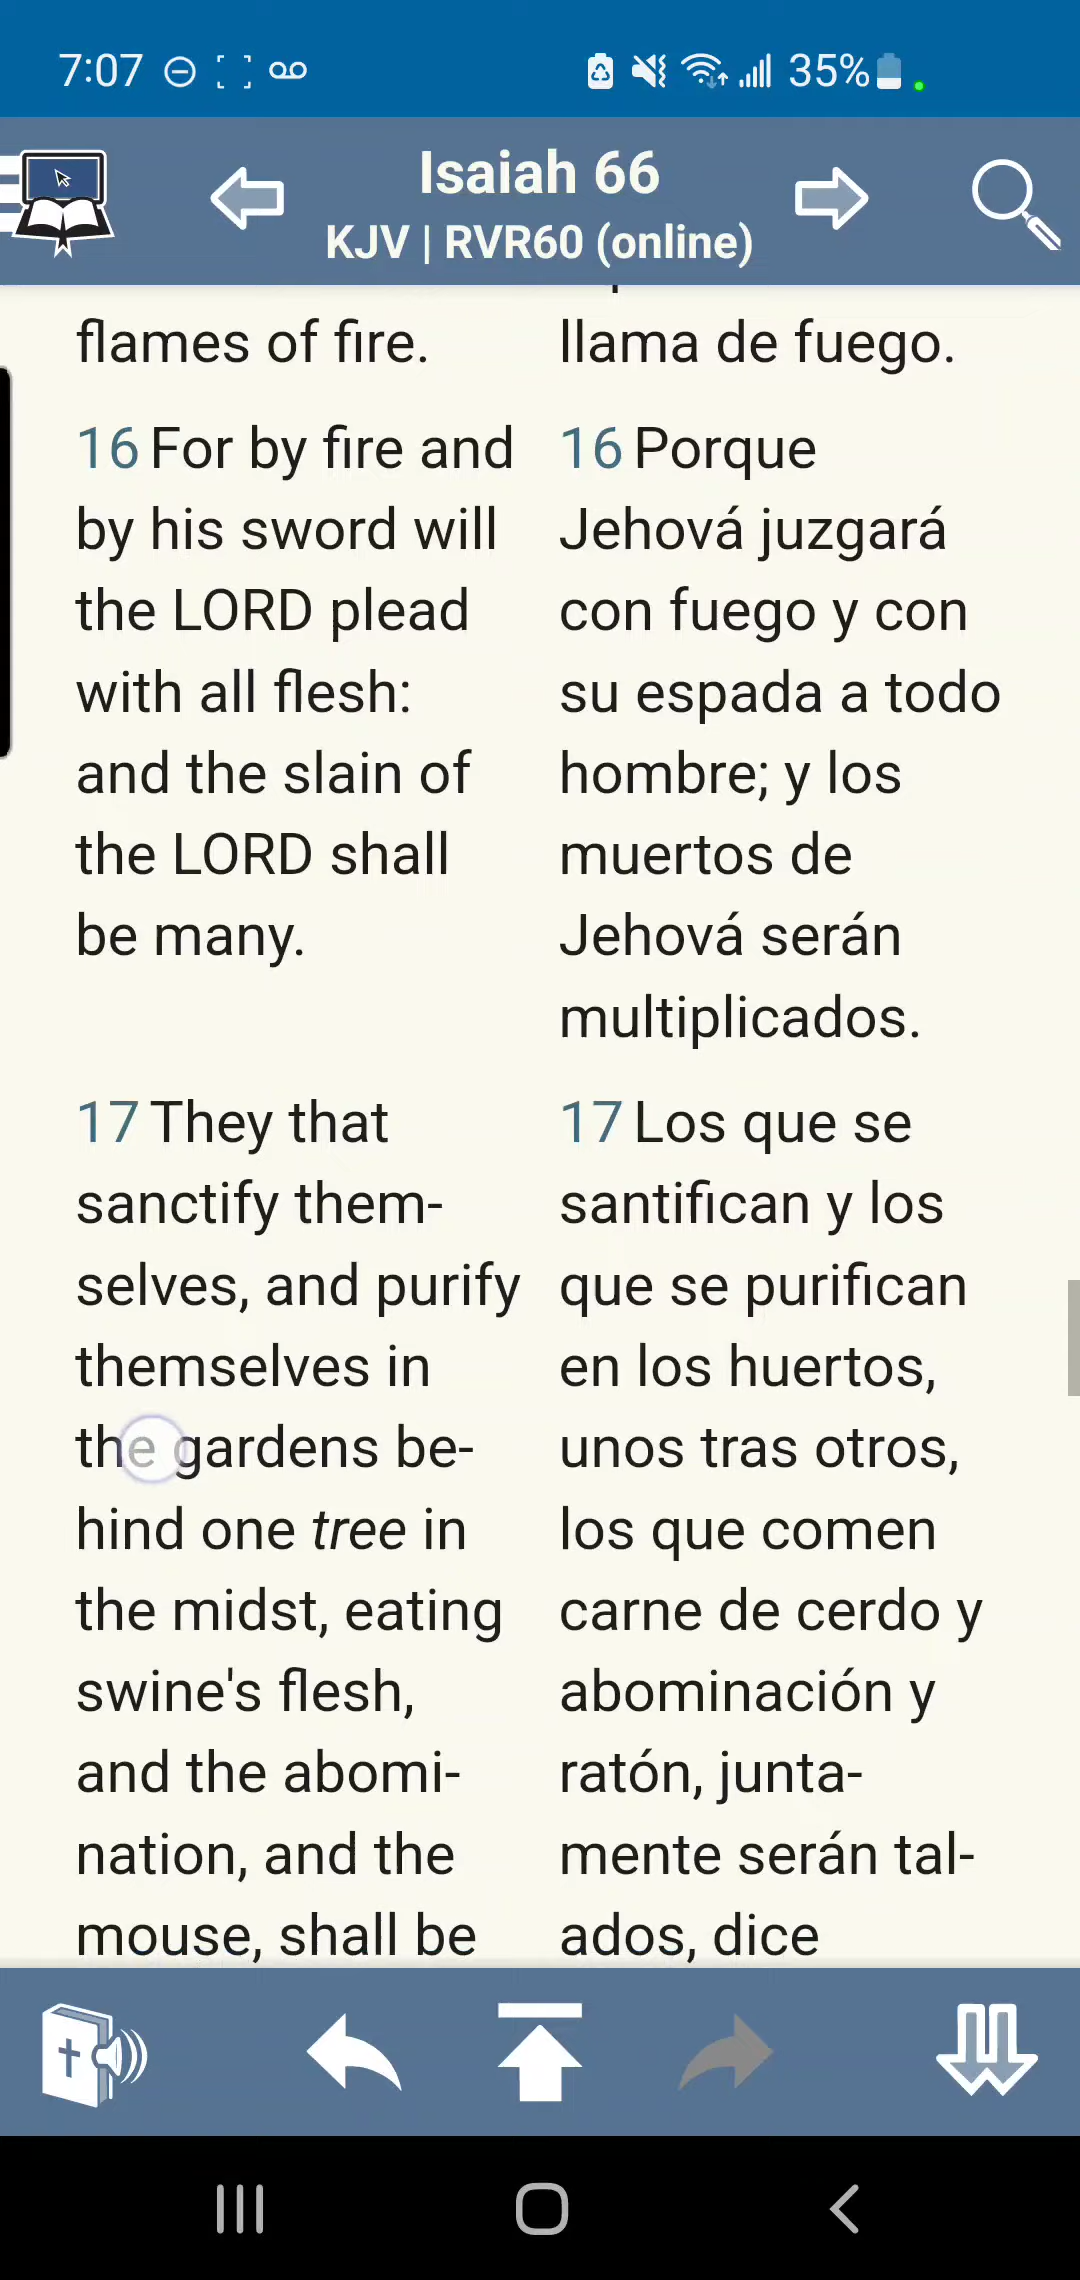 7:07
35%
Isaiah 66
KJV | RVR60 (online)
flames of fire.
16 For by fire and
by his sword will
the LORD plead
with all flesh:
and the slain of
the LORD shall
be many.
17 They that
sanctify them-
selves, and purify
themselves in
the gardens be-
hind one tree in
the midst, eating
swine's flesh,
and the abomi-
nation, and the
mouse, shall be
llama de fuego.
16 Porque
Jehová juzgará
con fuego y con
su espada a todo
hombre; y los
muertos de
Jehová serán
multiplicados.
17 Los que se
santifican y los
que se purifican
en los huertos,
unos tras otros,
los que comen
carne de cerdo y
abominación y
ratón, junta-
mente serán tal-
ados, dice